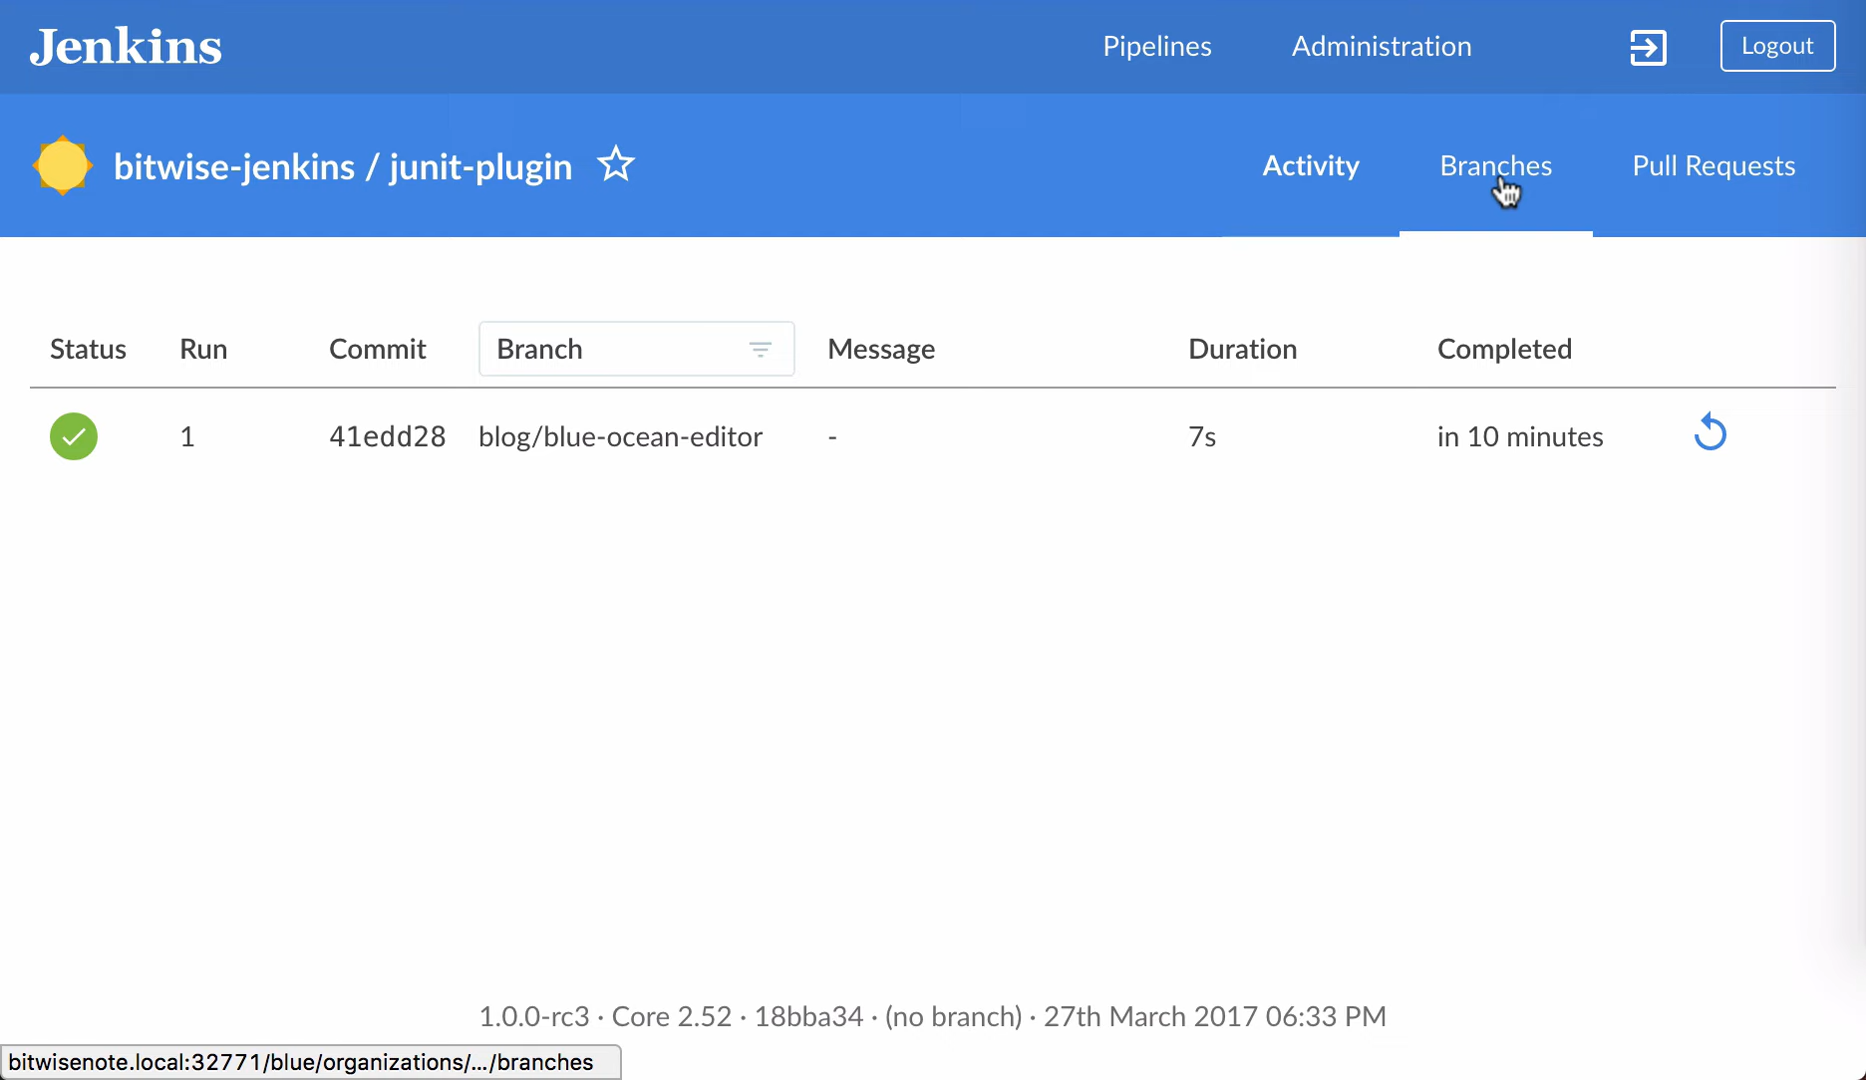 Jenkins
Pipelines
Administration
Logout
bitwise-jenkins / junit-plugin
Activity
Branches
Pull Requests
Status Run Commit Branch Message Duration Completed
1 41edd28 blog/blue-ocean-editor - 7s in 10 minutes
1.0.0-rc3 · Core 2.52 · 18bba34 · (no branch) · 27th March 2017 06:33 PM
bitwisenote.local:32771/blue/organizations/.../branches